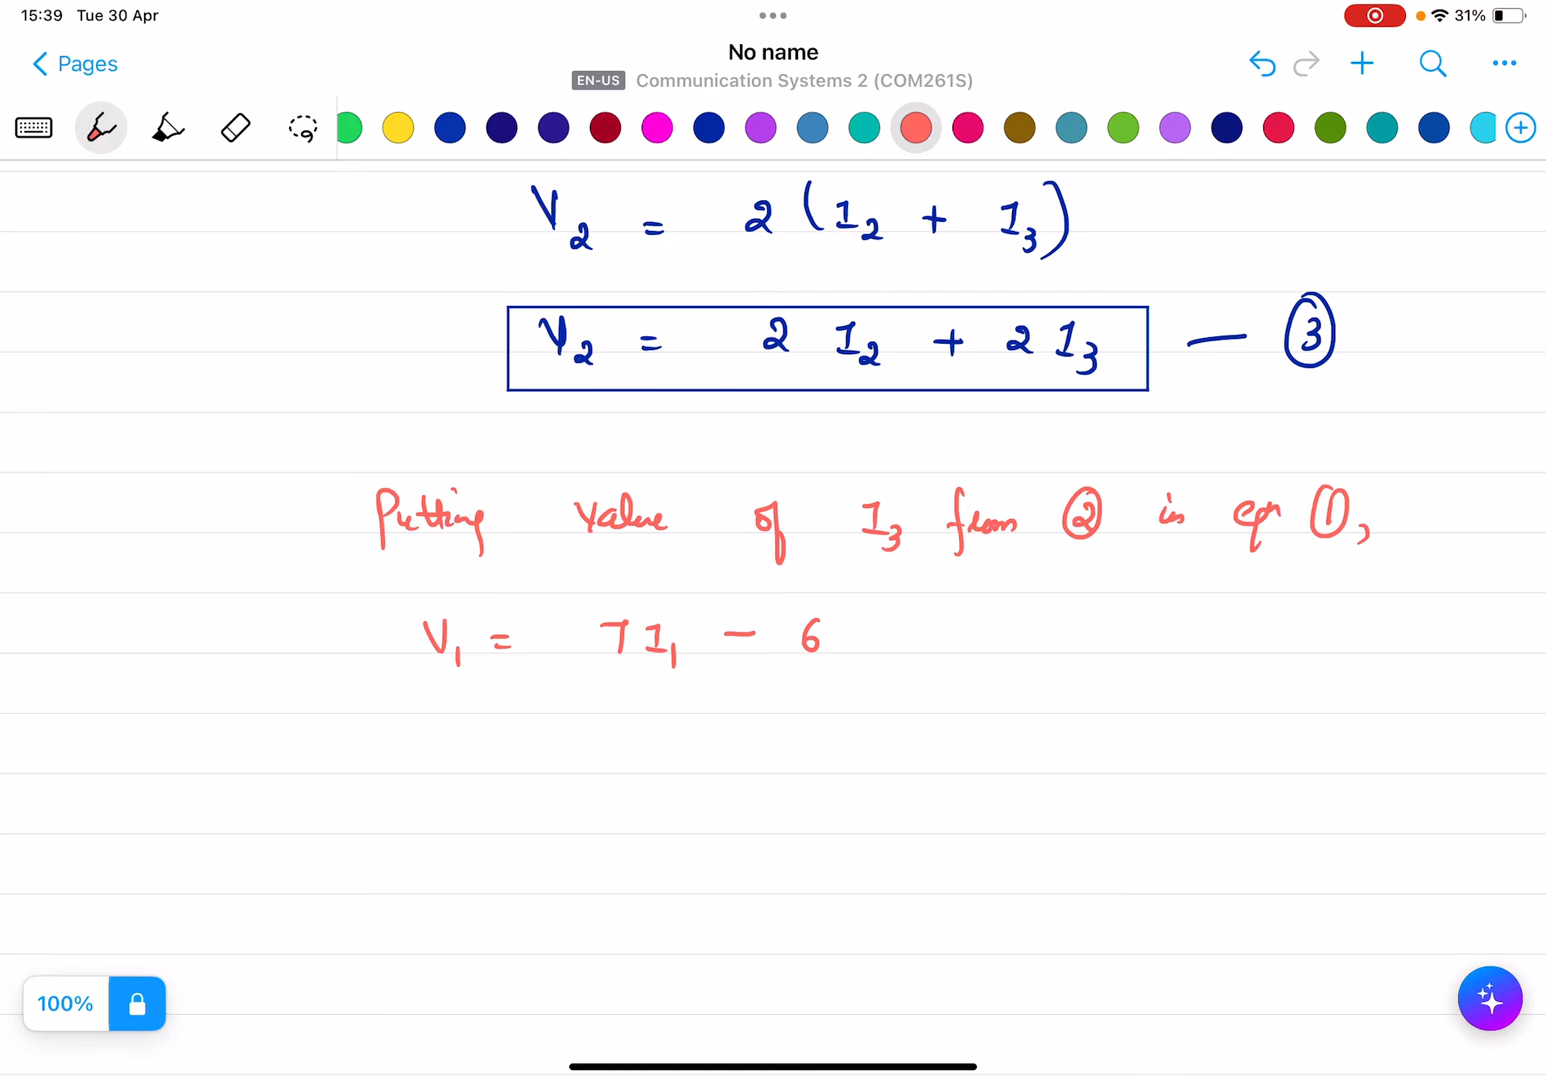 15:39 Tue 30 Apr
31%
Pages
No name
EN-US Communication Systems 2 (COM261S)
V₂ = 2 (I₂ + I₃)
V₂ = 2 I₂ + 2 I₃ — ③
Putting value of I₃ from ② in eqn ①,
V₁ = 7 I₁ - 6
100%